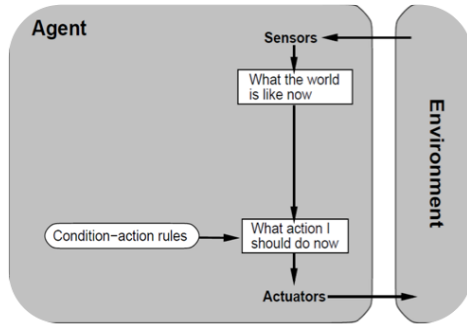 Agent
Sensors
What the world
is like now
Environment
Condition-action rules
What action I
should do now
Actuators